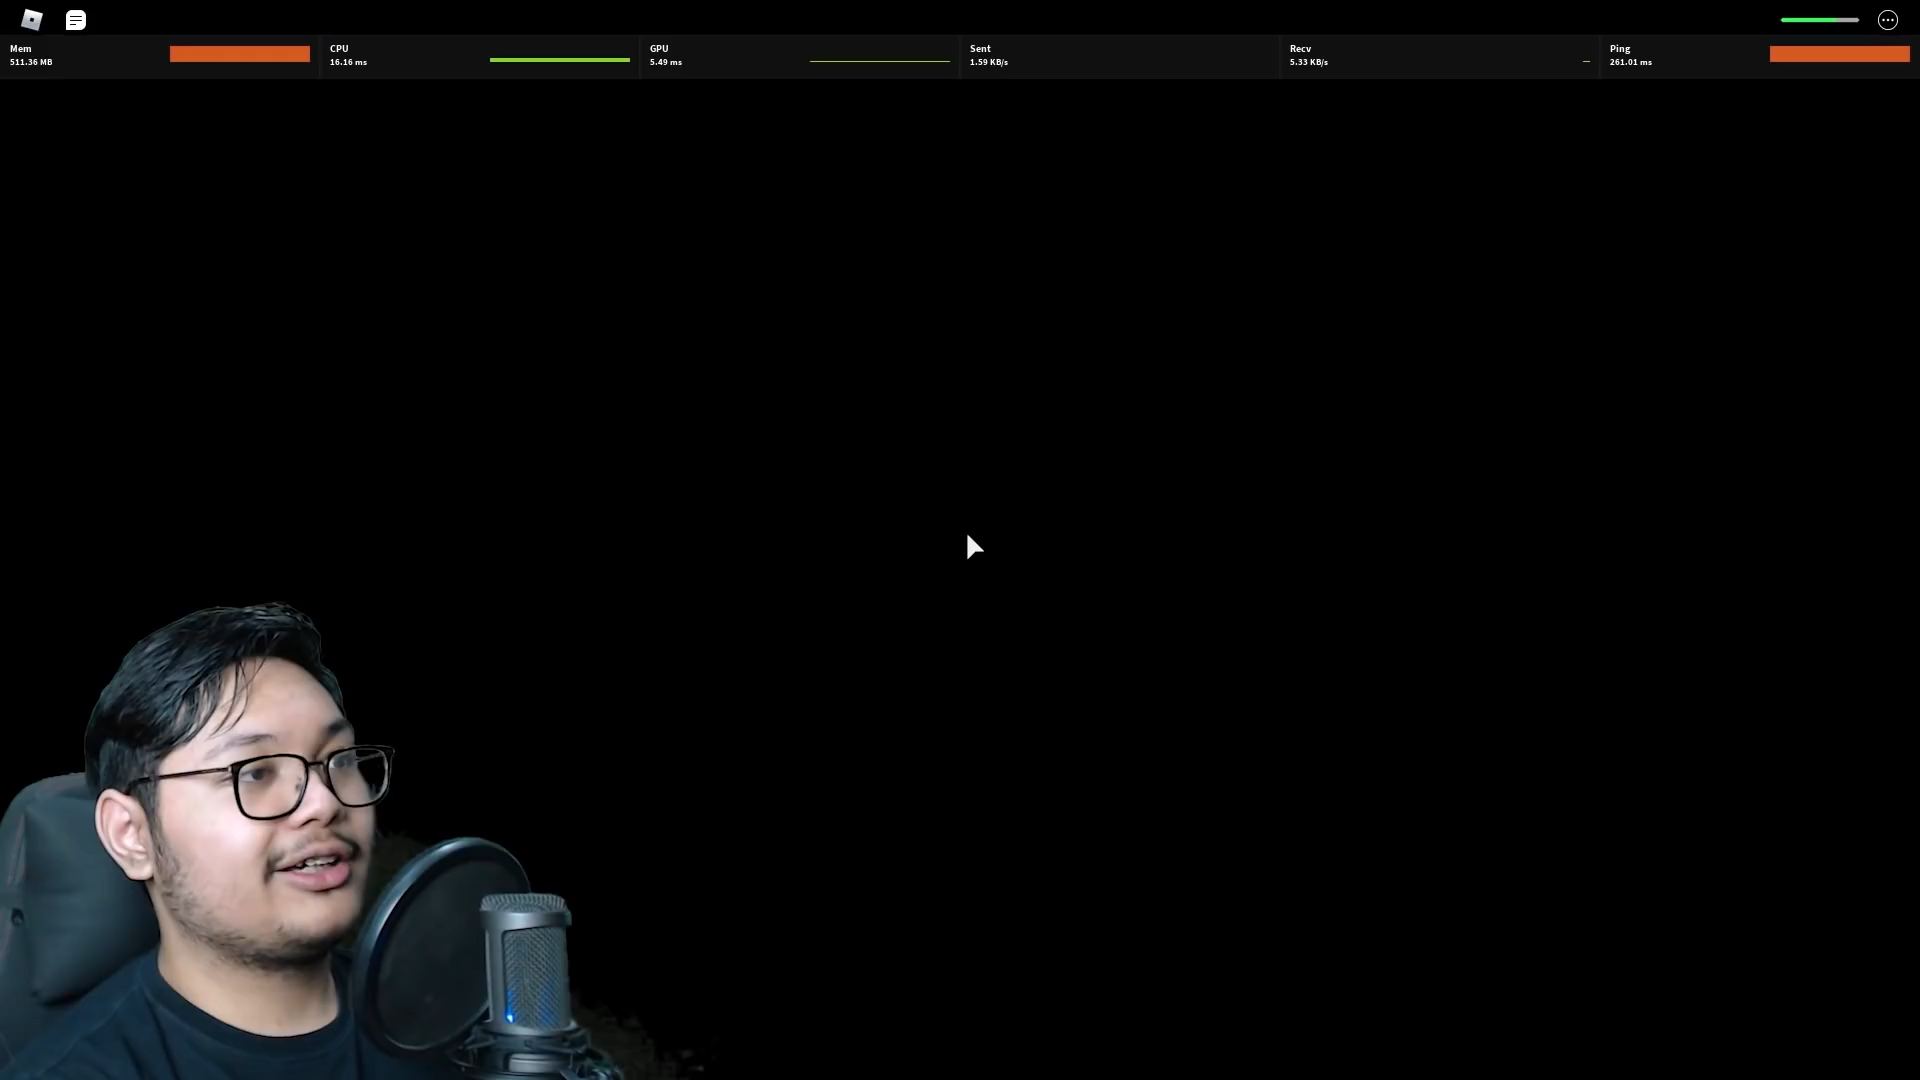 Mem
511.36 MB
CPU
16.16 ms
GPU
5.49 ms
Sent
1.59 KB/s
Recv
5.33 KB/s
Ping
261.01 ms